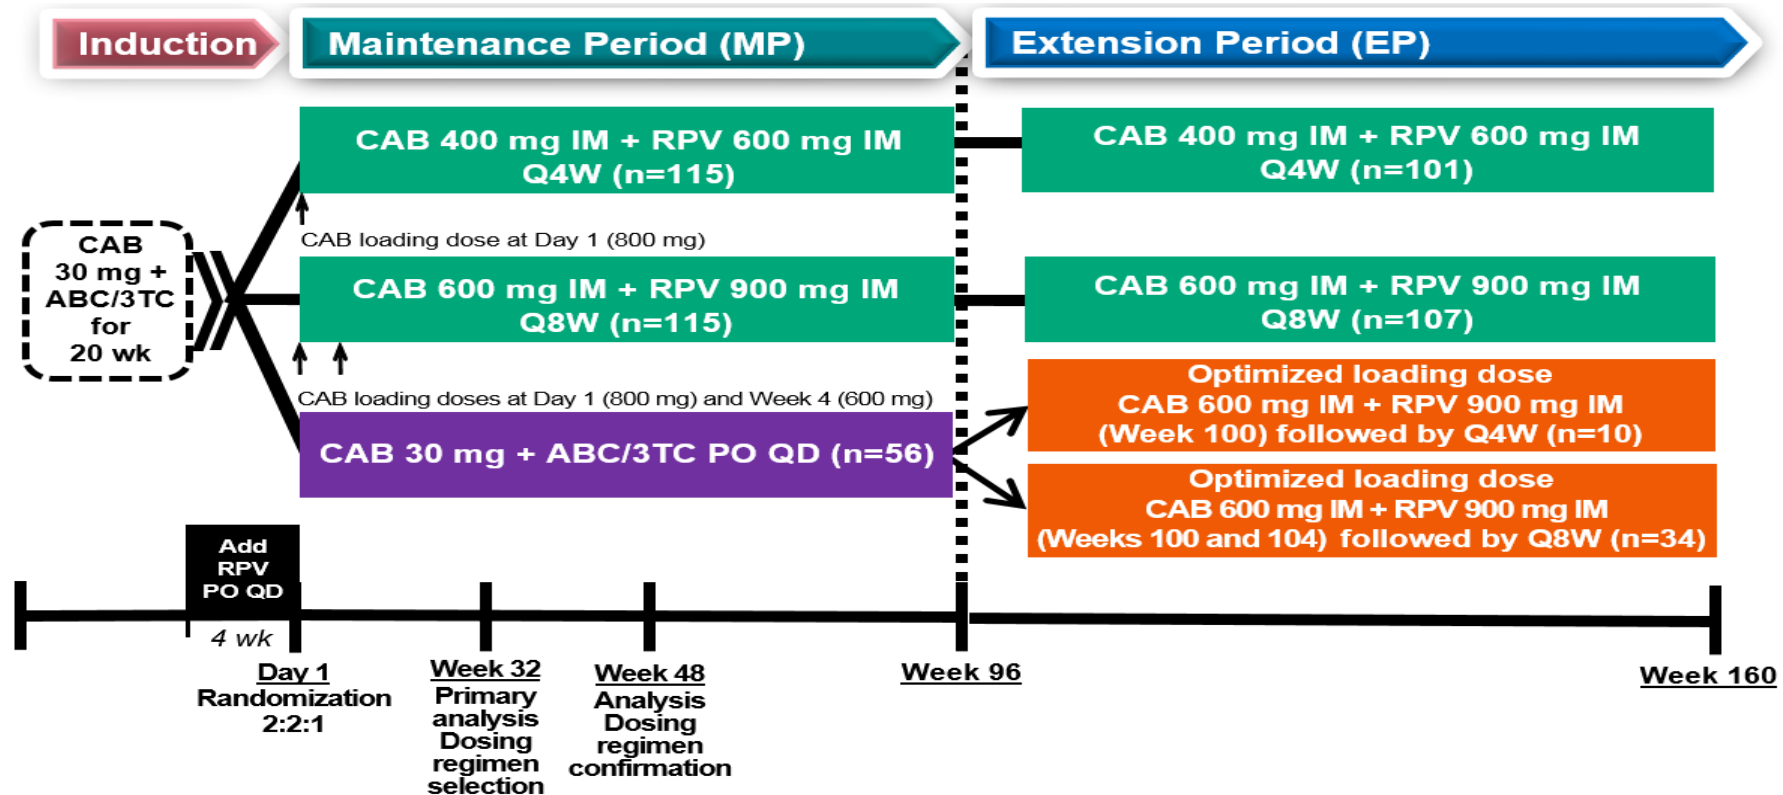 Induction
Maintenance Period (MP)
Extension Period (EP)
CAB 400 mg IM + RPV 600 mg IM
Q4W (n=115)
CAB 400 mg IM + RPV 600 mg IM
Q4W (n=101)
CAB loading dose at Day 1 (800 mg)
CAB
30 mg +
ABC/3TC
for
20 wk
CAB 600 mg IM + RPV 900 mg IM
Q8W (n=115)
CAB 600 mg IM + RPV 900 mg IM
Q8W (n=107)
CAB loading doses at Day 1 (800 mg) and Week 4 (600 mg)
CAB 30 mg + ABC/3TC PO QD (n=56)
Optimized loading dose
CAB 600 mg IM + RPV 900 mg IM
(Week 100) followed by Q4W (n=10)
Optimized loading dose
CAB 600 mg IM + RPV 900 mg IM
(Weeks 100 and 104) followed by Q8W (n=34)
Add
RPV
PO QD
4 wk
Day 1
Randomization
2:2:1
Week 32
Primary
analysis
Dosing
regimen
selection
Week 48
Analysis
Dosing
regimen
confirmation
Week 96
Week 160